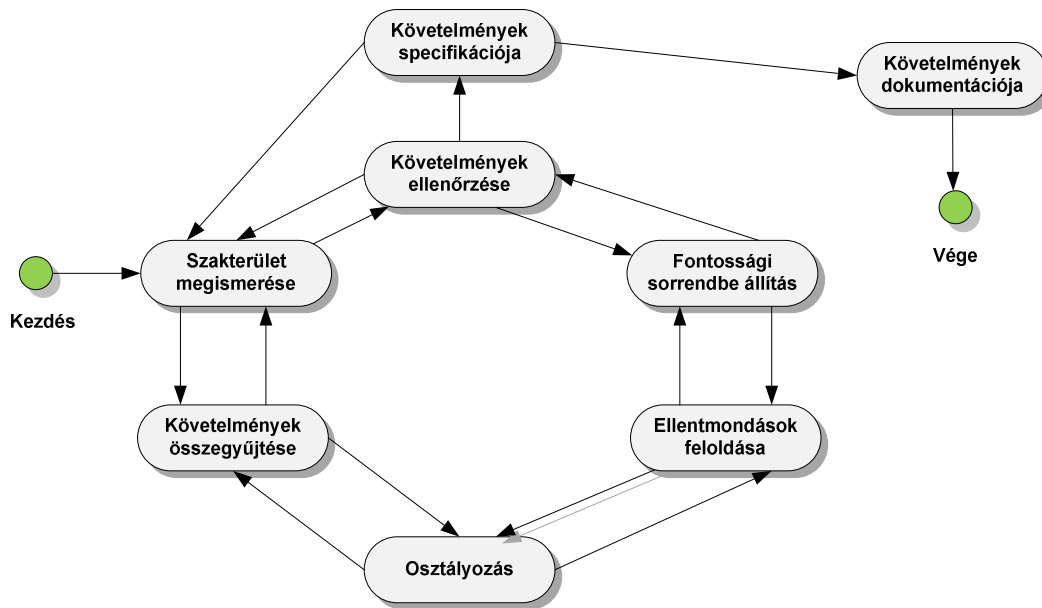 Követelmények
specifikációja
Követelmények
dokumentációja
Követelmények
ellenőrzése
Szakterület
megismerése
Fontossági
sorrendbe állítás
Vége
Kezdés
Követelmények
összegyűjtése
Ellentmondások
feloldása
Osztályozás